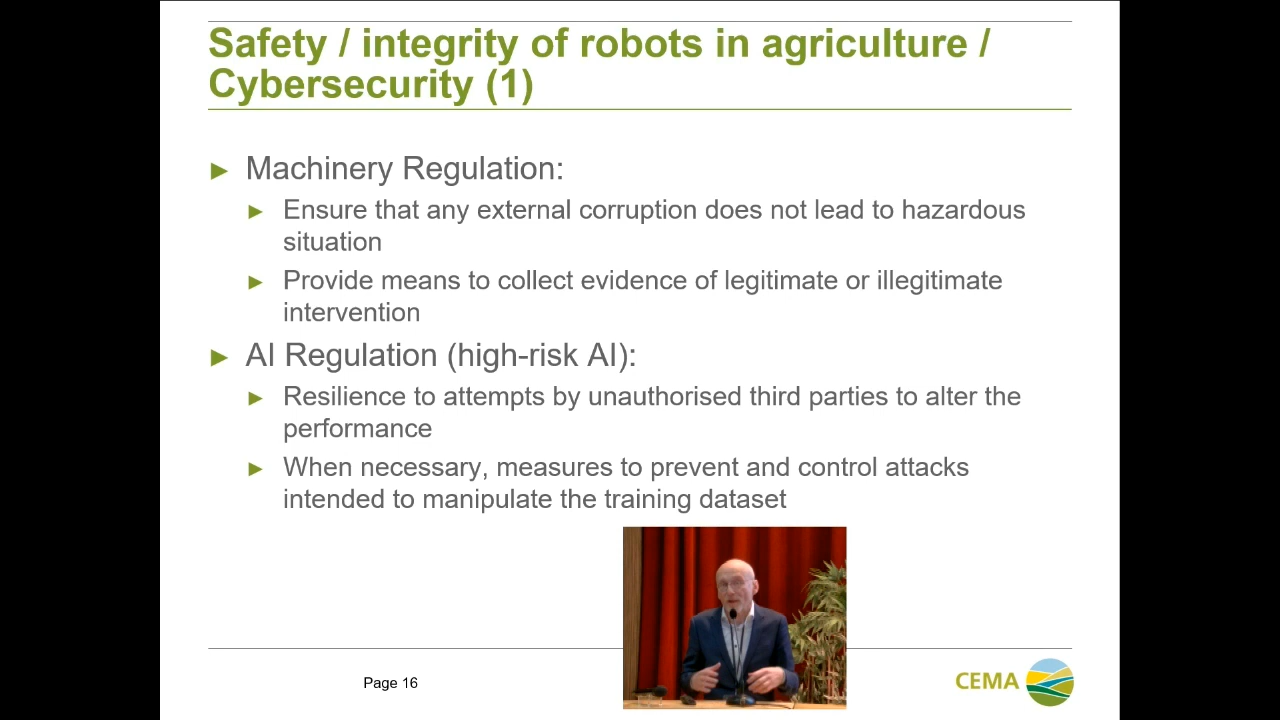 Safety / integrity of robots in agriculture /
Cybersecurity (1)
► Machinery Regulation:
► Ensure that any external corruption does not lead to hazardous
situation
► Provide means to collect evidence of legitimate or illegitimate
intervention
► AI Regulation (high-risk AI):
► Resilience to attempts by unauthorised third parties to alter the
performance
► When necessary, measures to prevent and control attacks
intended to manipulate the training dataset
Page 16
CEMA